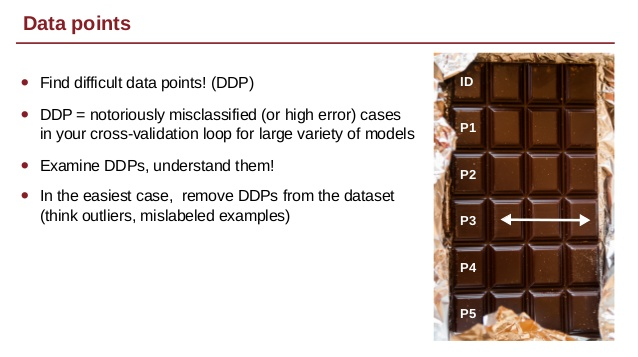 Data points
Find difficult data points! (DDP)
DDP = notoriously misclassified (or high error) cases
in your cross-validation loop for large variety of models
Examine DDPs, understand them!
In the easiest case,  remove DDPs from the dataset
(think outliers, mislabeled examples)
ID
P1
P2
P3
P4
P5